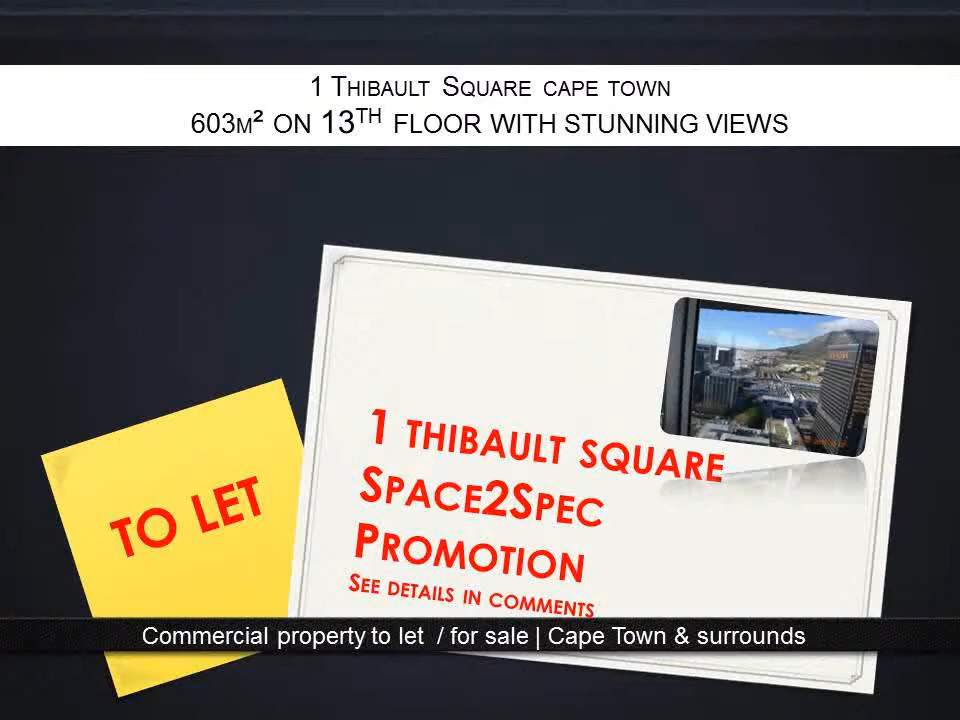 1 Thibault Square cape town
603m² on 13TH floor with stunning views
1 thibault square
Space2Spec
Promotion
See details in comments
TO LET
Commercial property to let / for sale | Cape Town & surrounds